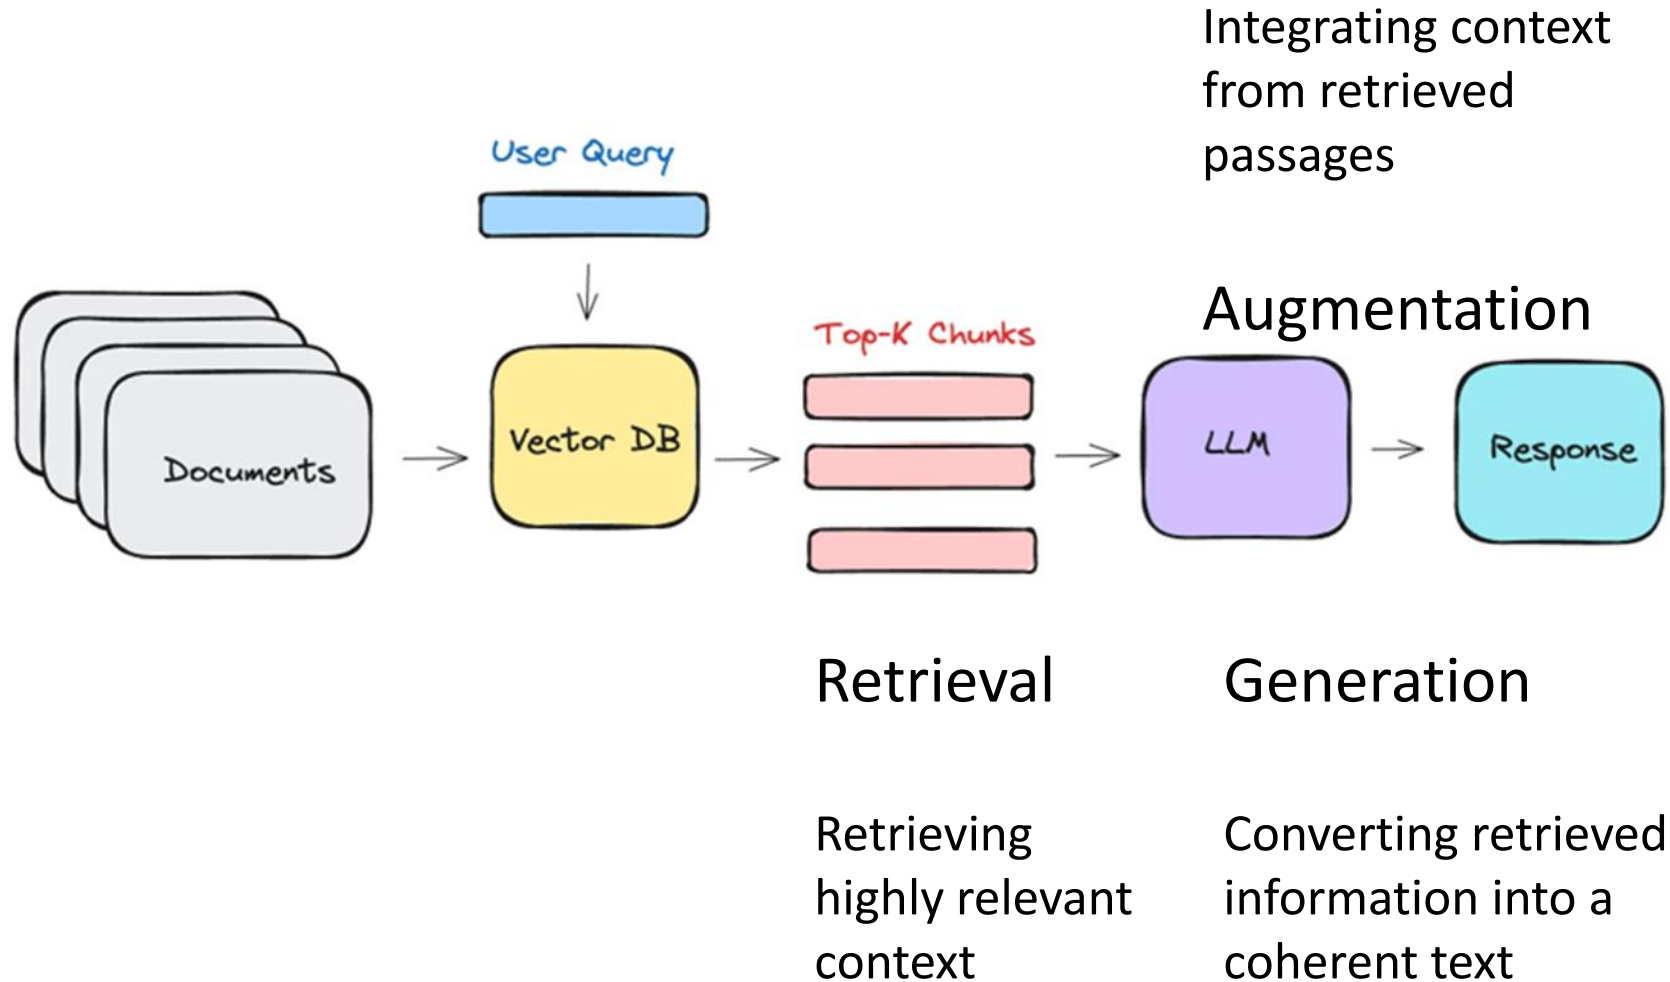 Integrating context
from retrieved
passages
User Query
Augmentation
Top-K Chunks
Documents
Vector DB
LLM
Response
Retrieval
Generation
Retrieving
highly relevant
context
Converting retrieved
information into a
coherent text